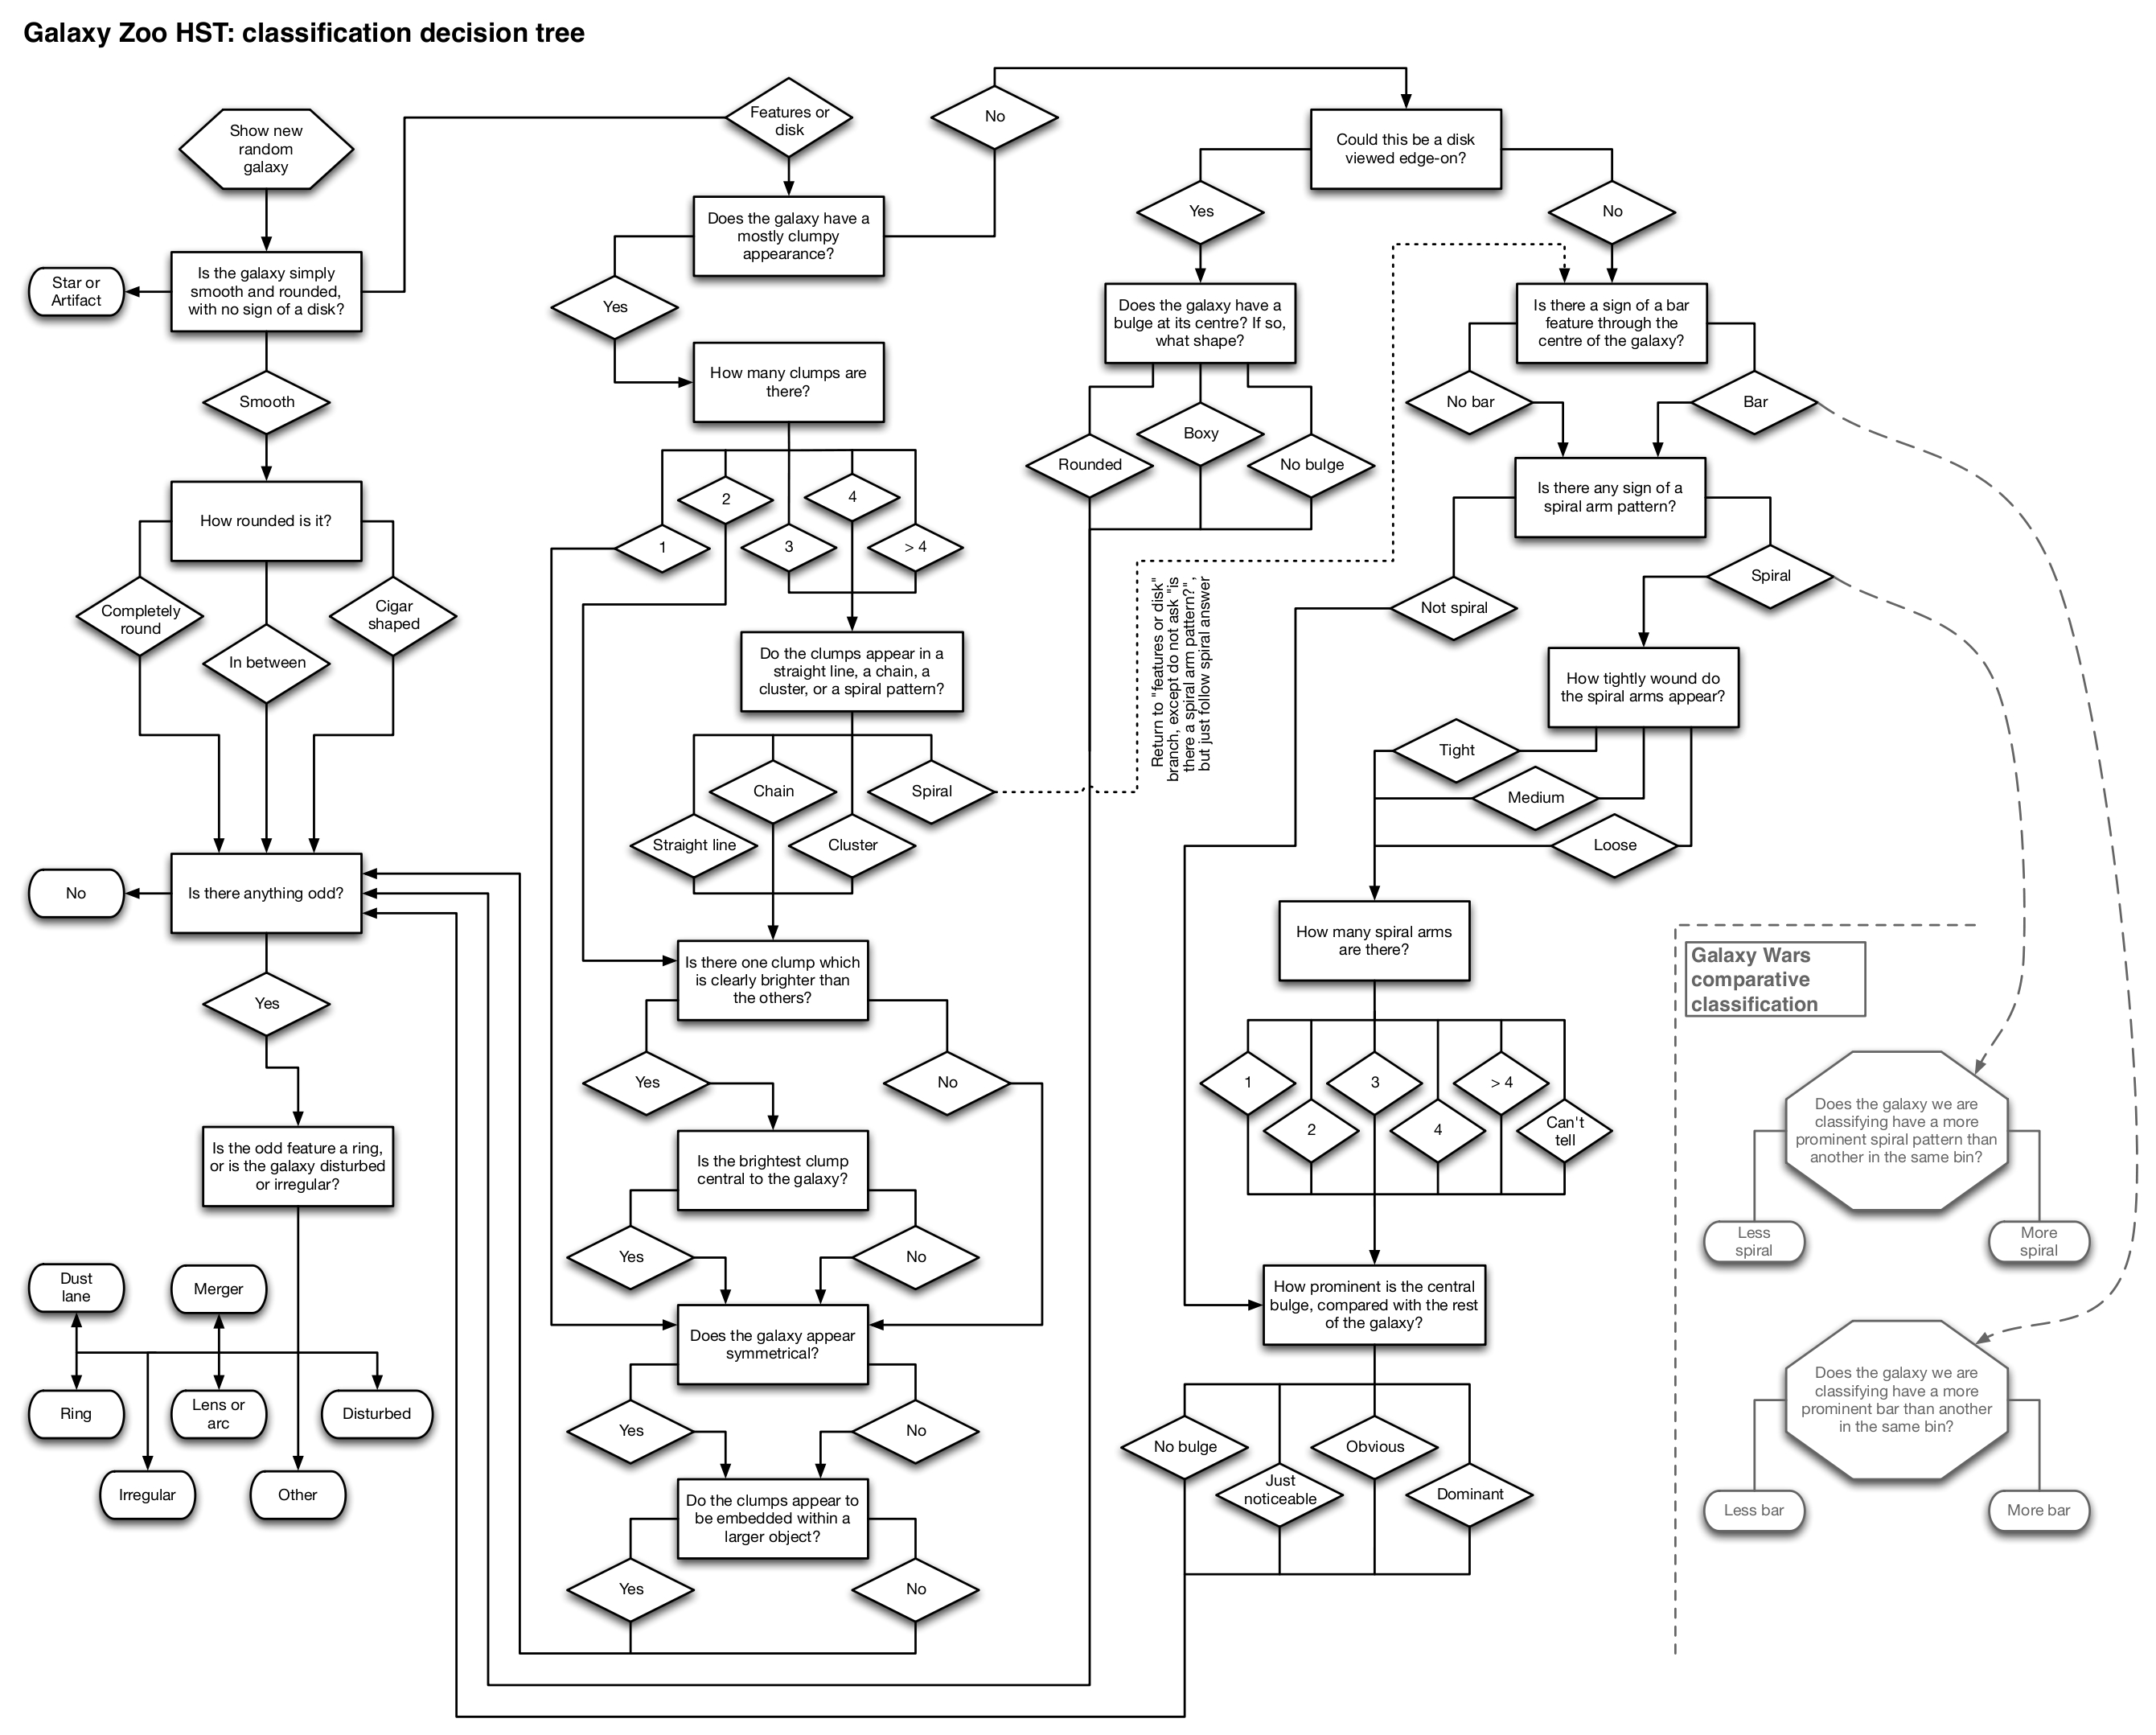 Galaxy Zoo HST: classification decision tree
Show new
random
galaxy
Is the galaxy simply
smooth and rounded,
with no sign of a disk?
Star or
Artifact
Smooth
How rounded is it?
Completely
round
In between
Cigar
shaped
Is there anything odd?
No
Yes
Is the odd feature a ring,
or is the galaxy disturbed
or irregular?
Dust
lane
Merger
Ring
Lens or
arc
Disturbed
Irregular
Other
Features or
disk
Does the galaxy have a
mostly clumpy
appearance?
No
Yes
How many clumps are
there?
1
2
3
4
> 4
Do the clumps appear in a
straight line, a chain, a
cluster, or a spiral pattern?
Chain
Spiral
Straight line
Cluster
Is there one clump which
is clearly brighter than
the others?
Yes
No
Is the brightest clump
central to the galaxy?
Yes
No
Does the galaxy appear
symmetrical?
Yes
No
Do the clumps appear to
be embedded within a
larger object?
Yes
No
Could this be a disk
viewed edge-on?
Yes
No
Does the galaxy have a
bulge at its centre? If so,
what shape?
Rounded
Boxy
No bulge
Return to "features or disk"
branch, except do not ask "is
there a spiral arm pattern?",
but just follow spiral answer
Is there a sign of a bar
feature through the
centre of the galaxy?
No bar
Bar
Is there any sign of a
spiral arm pattern?
Not spiral
Spiral
How tightly wound do
the spiral arms appear?
Tight
Medium
Loose
How many spiral arms
are there?
1
2
3
4
> 4
Can't
tell
How prominent is the central
bulge, compared with the rest
of the galaxy?
No bulge
Just
noticeable
Obvious
Dominant
Galaxy Wars
comparative
classification
Does the galaxy we are
classifying have a more
prominent spiral pattern than
another in the same bin?
Less
spiral
More
spiral
Does the galaxy we are
classifying have a more
prominent bar than another
in the same bin?
Less bar
More bar